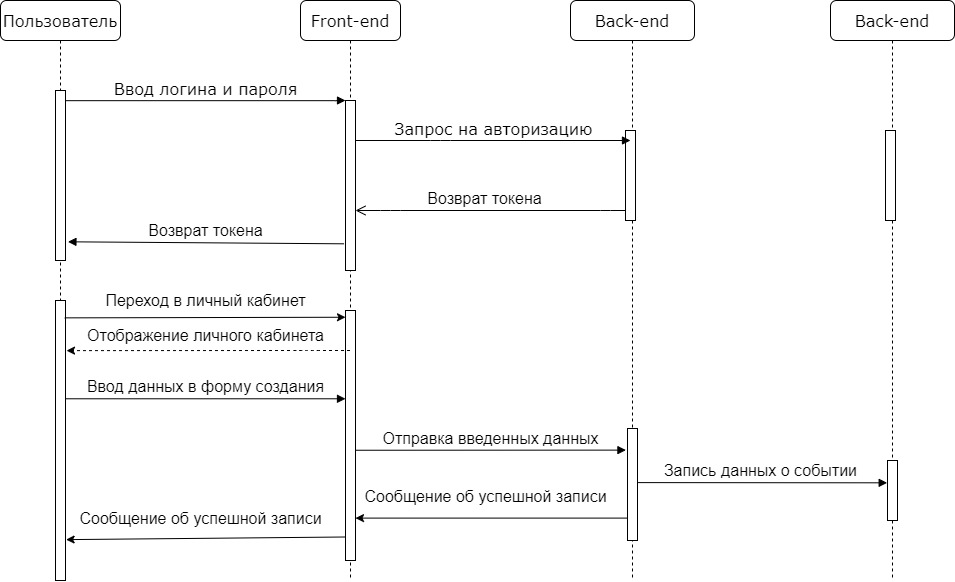 Пользователь
Front-end
Back-end
Back-end
Ввод логина и пароля
Запрос на авторизацию
Возврат токена
Возврат токена
Переход в личный кабинет
Отображение личного кабинета
Ввод данных в форму создания
Отправка введенных данных
Запись данных о событии
Сообщение об успешной записи
Сообщение об успешной записи